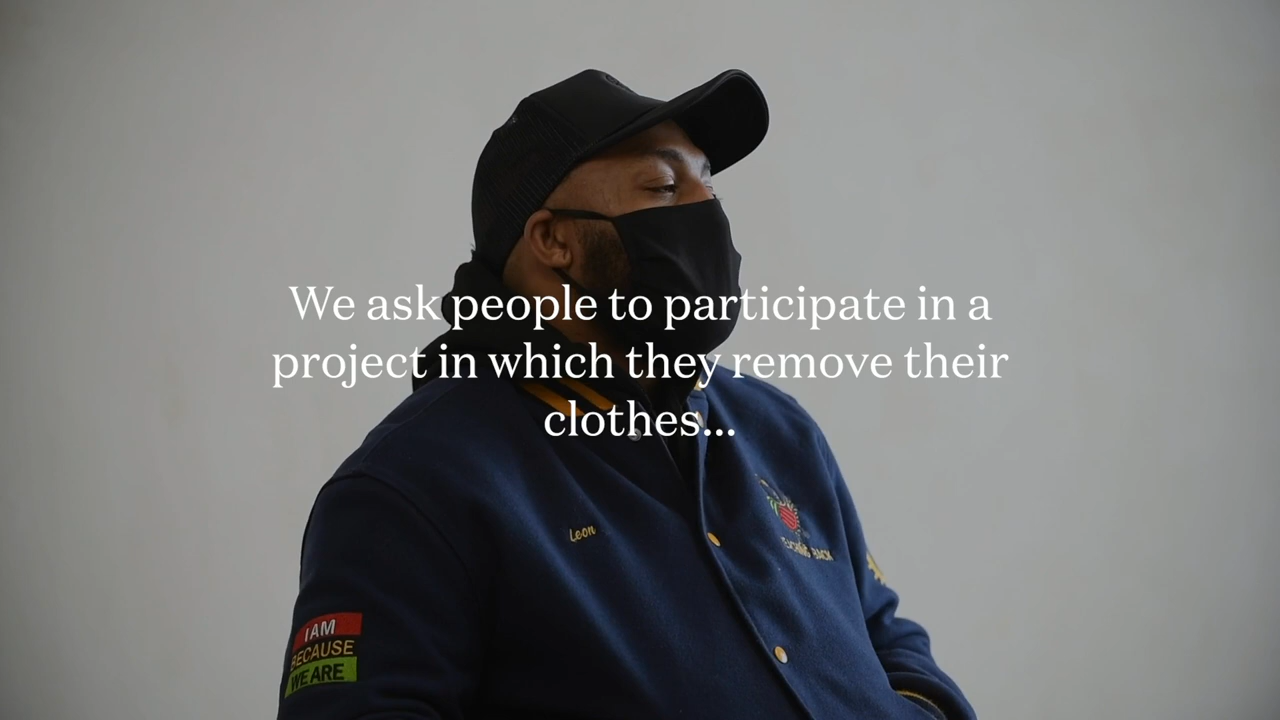 We ask people to participate in a
project in which they remove their
clothes...
Leon
I AM
BECAUSE
WE ARE